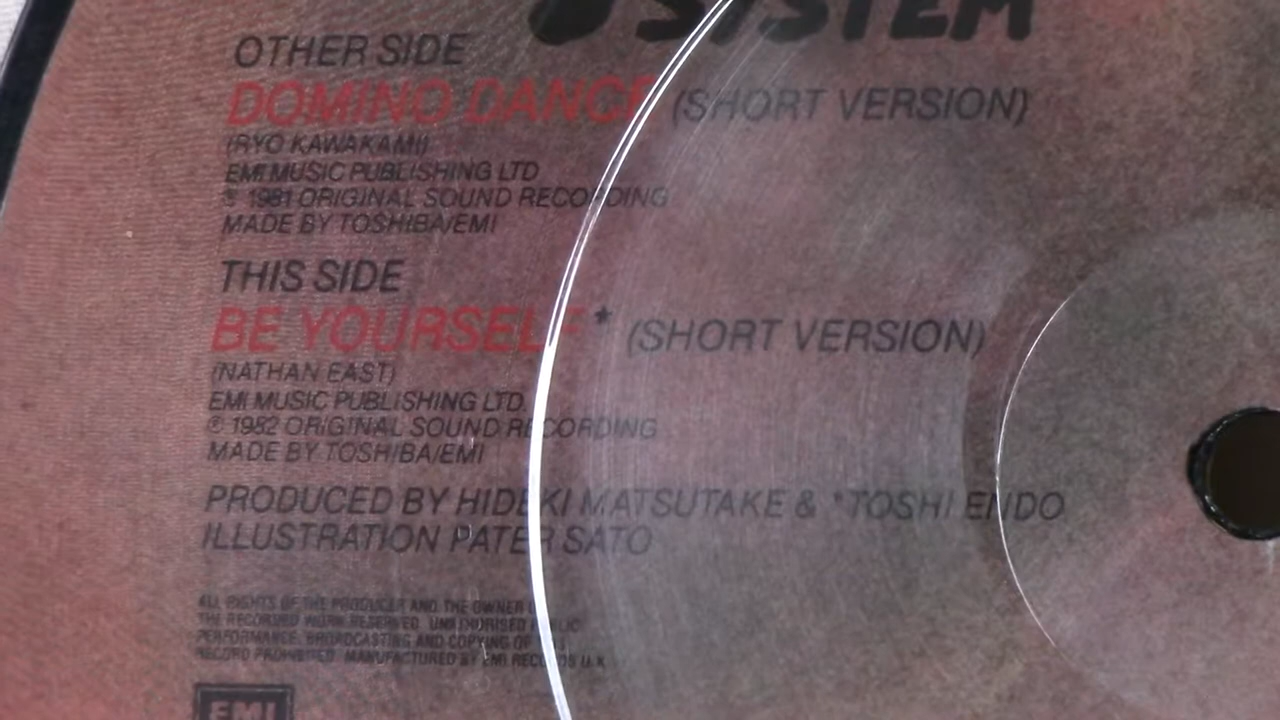 SYSTEM
OTHER SIDE
DOMINO DANCE (SHORT VERSION)
(RYO KAWAKAMI)
EMI MUSIC PUBLISHING LTD
℗ 1981 ORIGINAL SOUND RECORDING
MADE BY TOSHIBA/EMI
THIS SIDE
BE YOURSELF * (SHORT VERSION)
(NATHAN EAST)
EMI MUSIC PUBLISHING LTD.
℗ 1982 ORIGINAL SOUND RECORDING
MADE BY TOSHIBA/EMI
PRODUCED BY HIDEKI MATSUTAKE & *TOSHI ENDO
ILLUSTRATION PATER SATO
ALL RIGHTS OF THE PRODUCER AND THE OWNER
THE RECORDED WORK RESERVED. UNAUTHORISED PUBLIC
PERFORMANCE, BROADCASTING AND COPYING OF THIS
RECORD PROHIBITED. MANUFACTURED BY EMI RECORDS U.K.
EMI